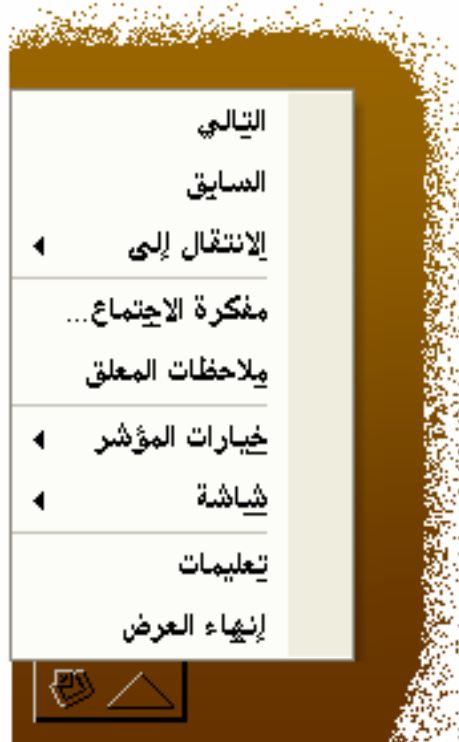 التالي
السابق
الانتقال إلى
مفكرة الاجتماع...
ملاحظات المعلق
خيارات المؤشر
شاشة
تعليمات
إنهاء العرض